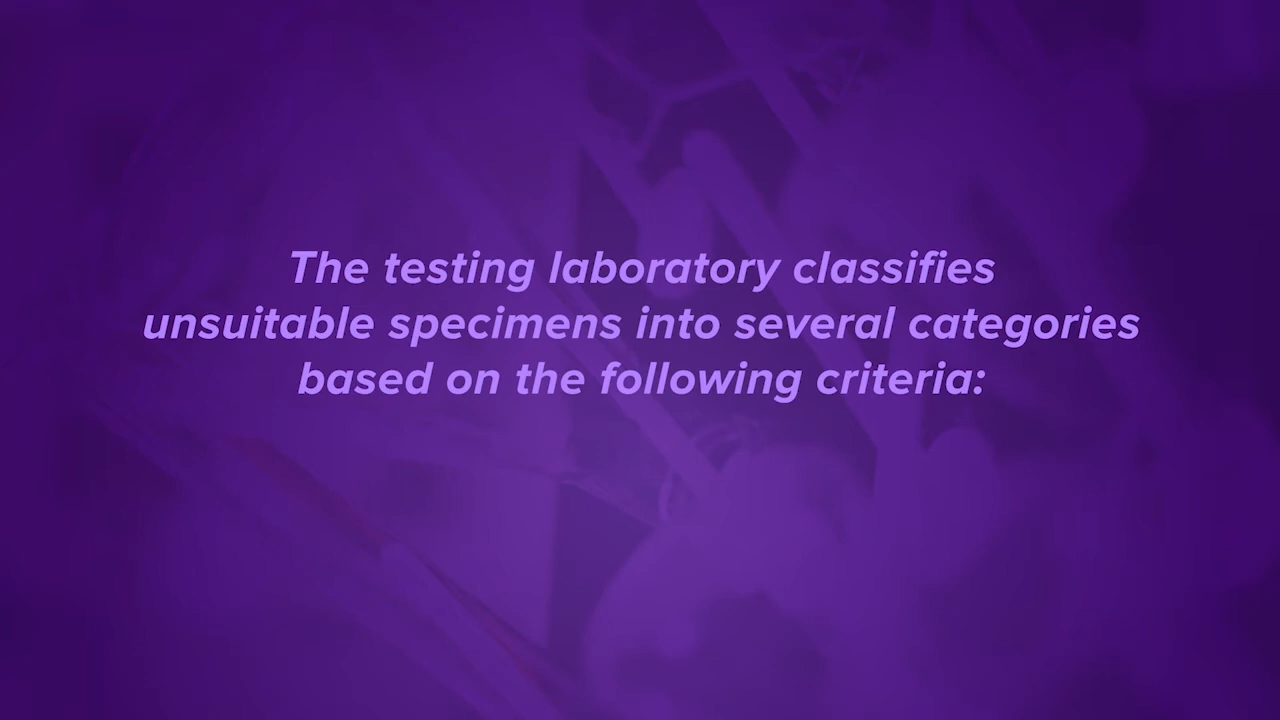 The testing laboratory classifies
unsuitable specimens into several categories
based on the following criteria: